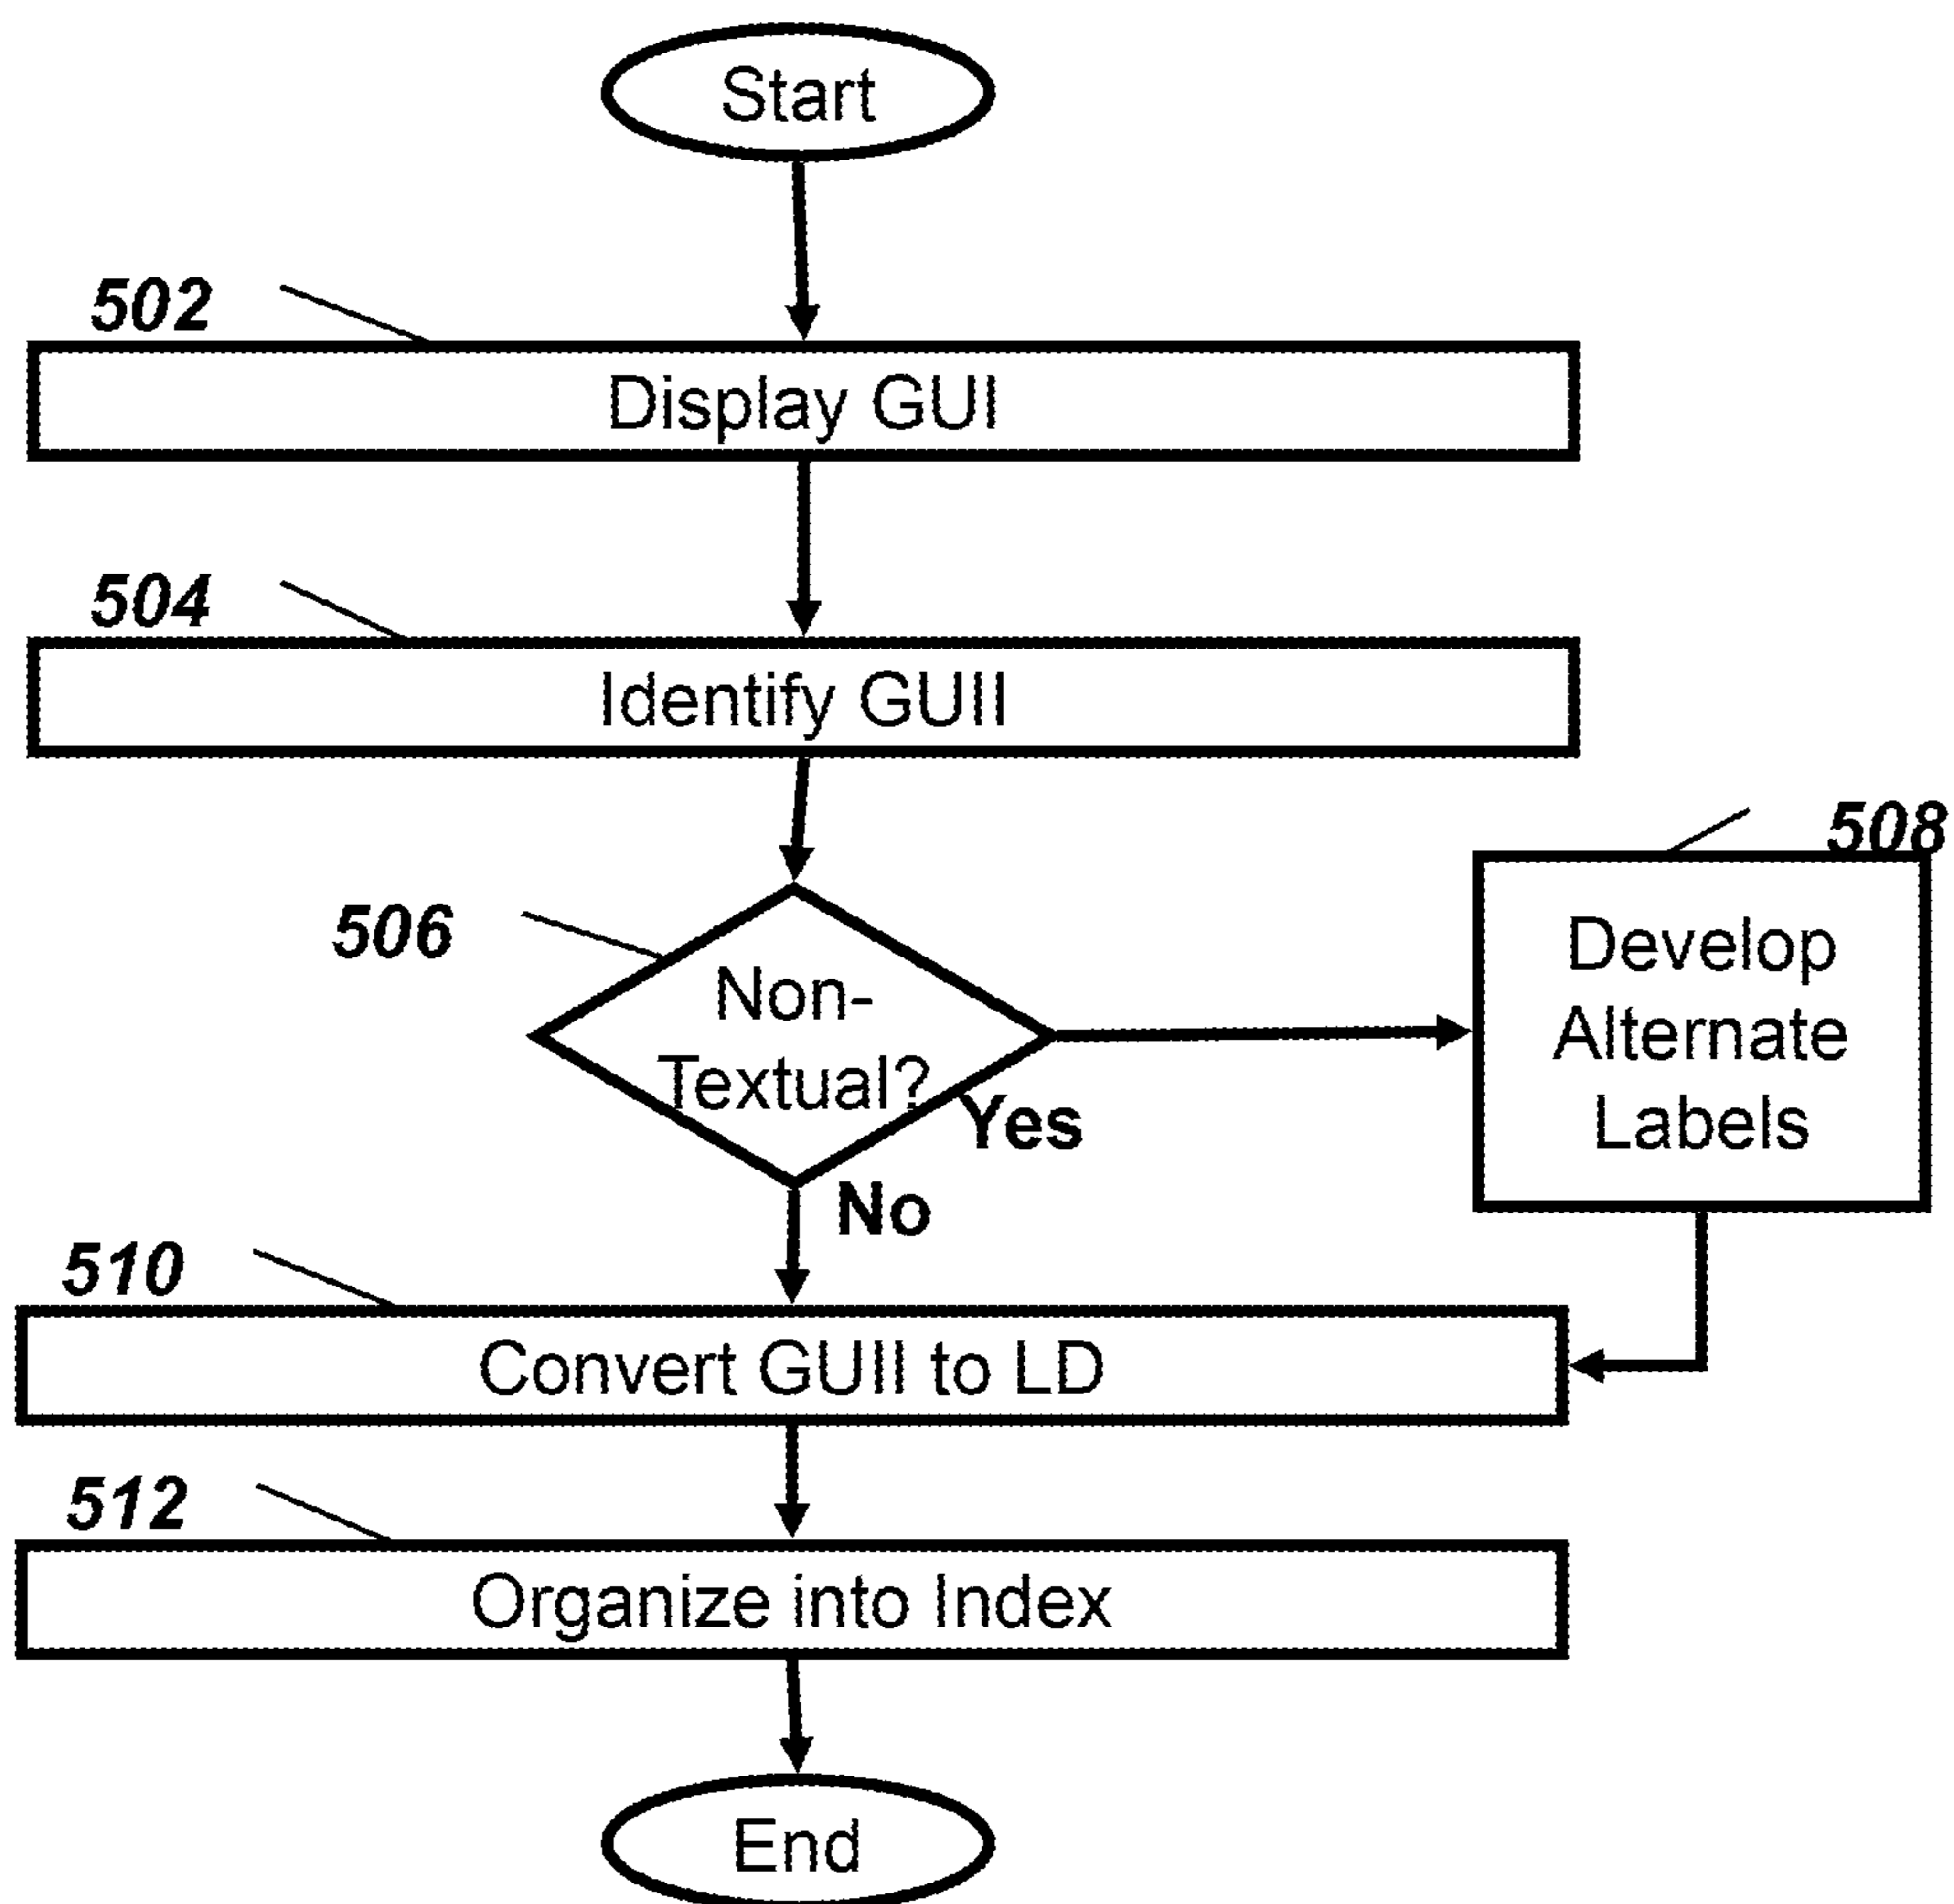 Start
502
Display GUI
504
Identify GUII
508
506
Non-
Textual?
Yes
No
Develop
Alternate
Labels
510
Convert GUII to LD
512
Organize into Index
End